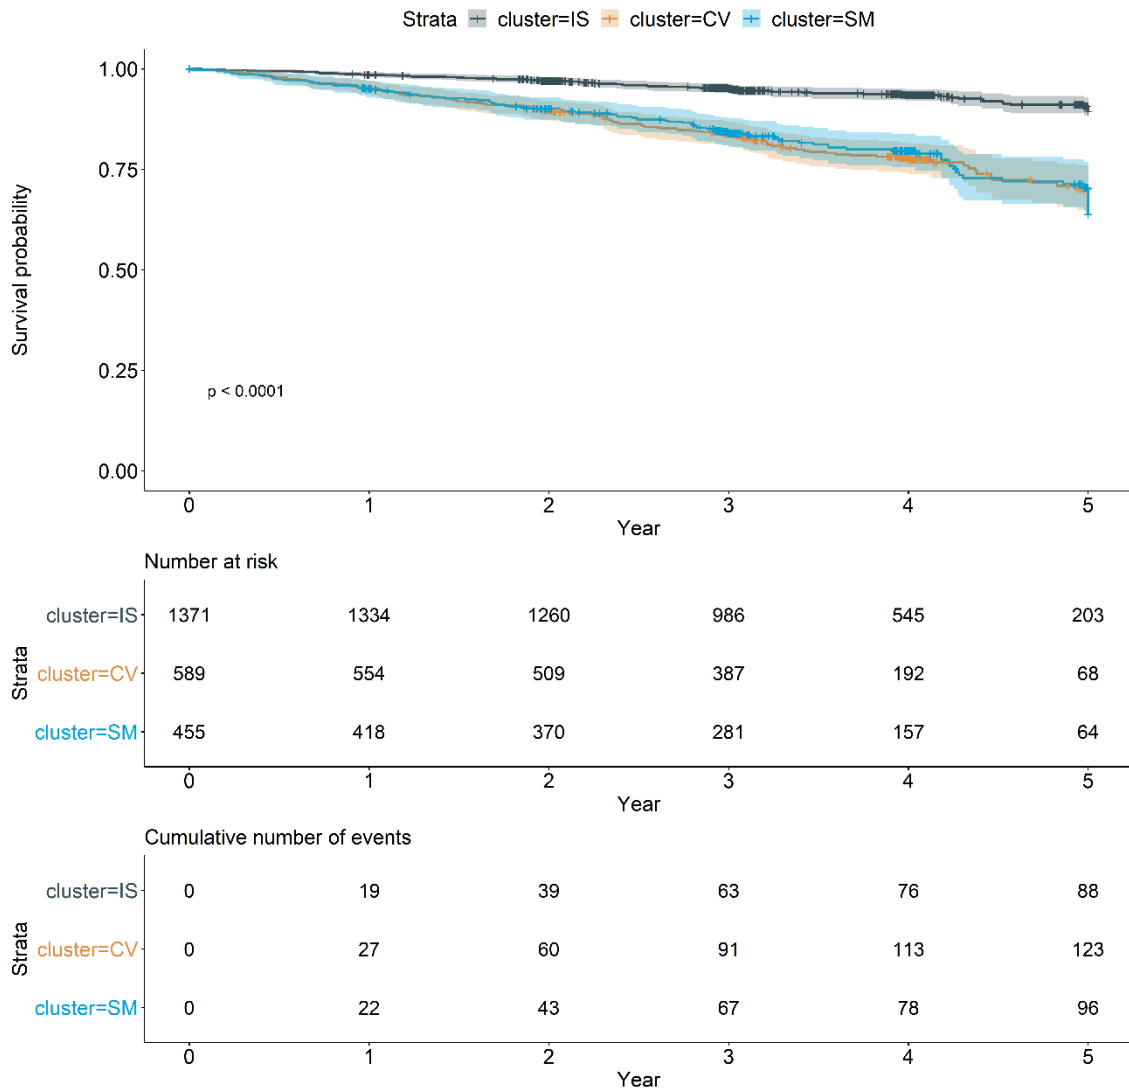 Strata cluster=IS cluster=CV cluster=SM
Survival probability
1.00
0.75
0.50
0.25
0.00
p < 0.0001
0 1 2 3 4 5
Year
Number at risk
Strata
cluster=IS 1371 1334 1260 986 545 203
cluster=CV 589 554 509 387 192 68
cluster=SM 455 418 370 281 157 64
0 1 2 3 4 5
Year
Cumulative number of events
Strata
cluster=IS 0 19 39 63 76 88
cluster=CV 0 27 60 91 113 123
cluster=SM 0 22 43 67 78 96
0 1 2 3 4 5
Year